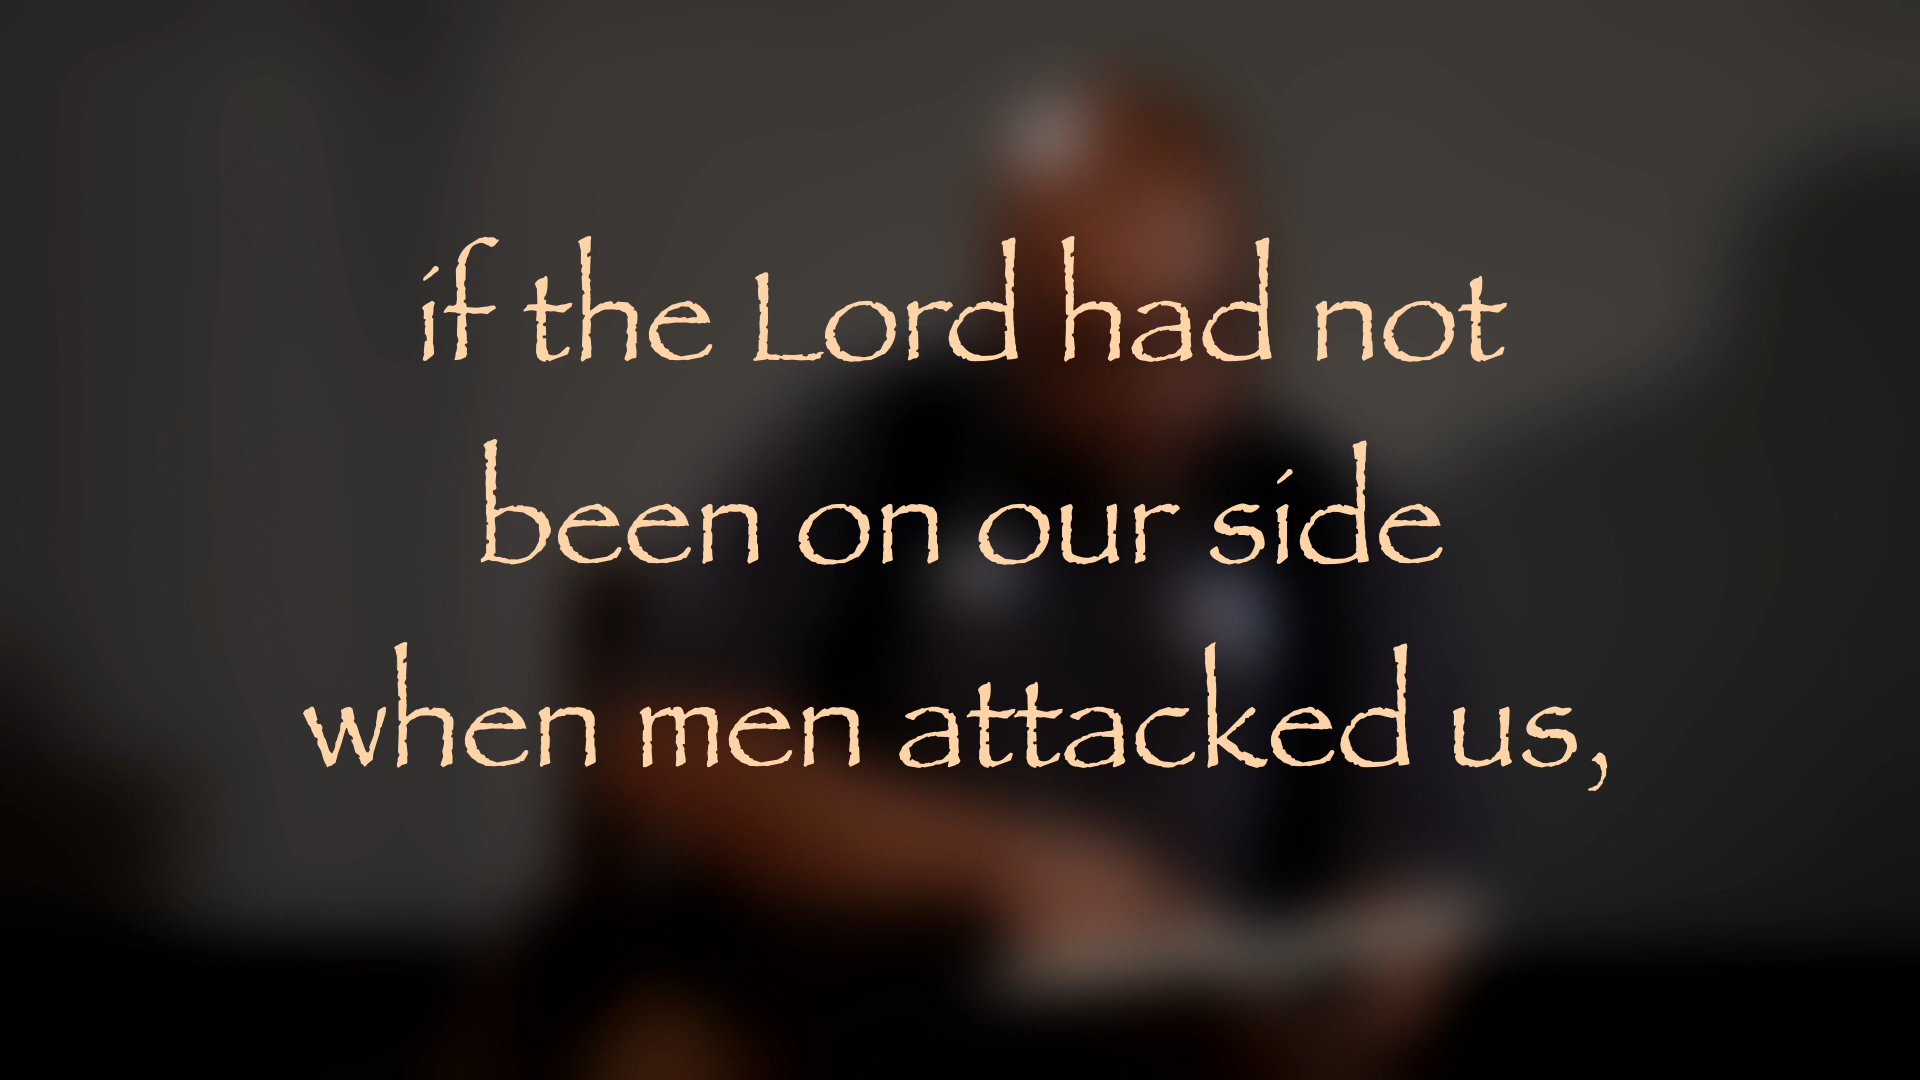 if the Lord had not
been on our side
when men attacked us,